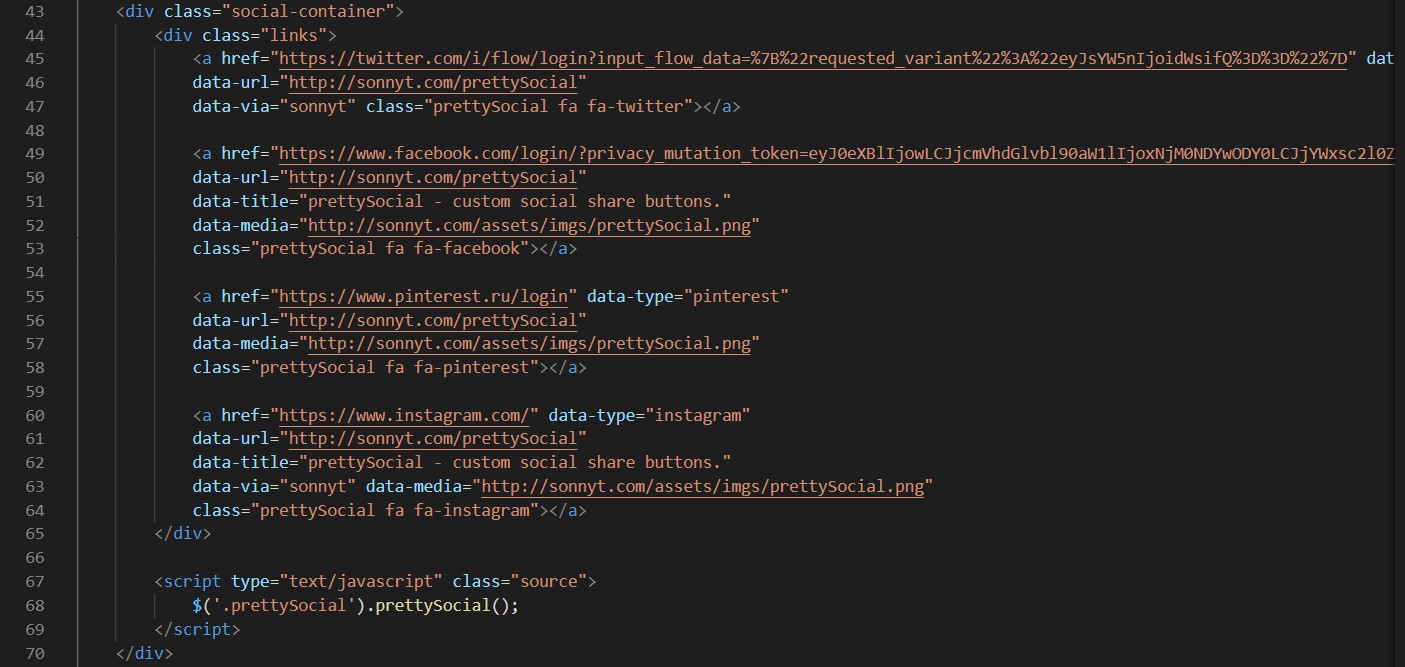 43 <div class="social-container">
44 <div class="links">
45 <a href="https://twitter.com/i/flow/login?input_flow_data=%7B%22requested_variant%22%3A%22eyJsYW5nIjoidWsifQ%3D%3D%22%7D" dat
46 data-url="http://sonnyt.com/prettySocial"
47 data-via="sonnyt" class="prettySocial fa fa-twitter"></a>
48
49 <a href="https://www.facebook.com/login/?privacy_mutation_token=eyJ0eXBlIjowLCJjcmVhdGlvbl90aW1lIjoxNjM0NDYwODY0LCJjYWxsc2l0Z
50 data-url="http://sonnyt.com/prettySocial"
51 data-title="prettySocial - custom social share buttons."
52 data-media="http://sonnyt.com/assets/imgs/prettySocial.png"
53 class="prettySocial fa fa-facebook"></a>
54
55 <a href="https://www.pinterest.ru/login" data-type="pinterest"
56 data-url="http://sonnyt.com/prettySocial"
57 data-media="http://sonnyt.com/assets/imgs/prettySocial.png"
58 class="prettySocial fa fa-pinterest"></a>
59
60 <a href="https://www.instagram.com/" data-type="instagram"
61 data-url="http://sonnyt.com/prettySocial"
62 data-title="prettySocial - custom social share buttons."
63 data-via="sonnyt" data-media="http://sonnyt.com/assets/imgs/prettySocial.png"
64 class="prettySocial fa fa-instagram"></a>
65 </div>
66
67 <script type="text/javascript" class="source">
68 $('.prettySocial').prettySocial();
69 </script>
70 </div>